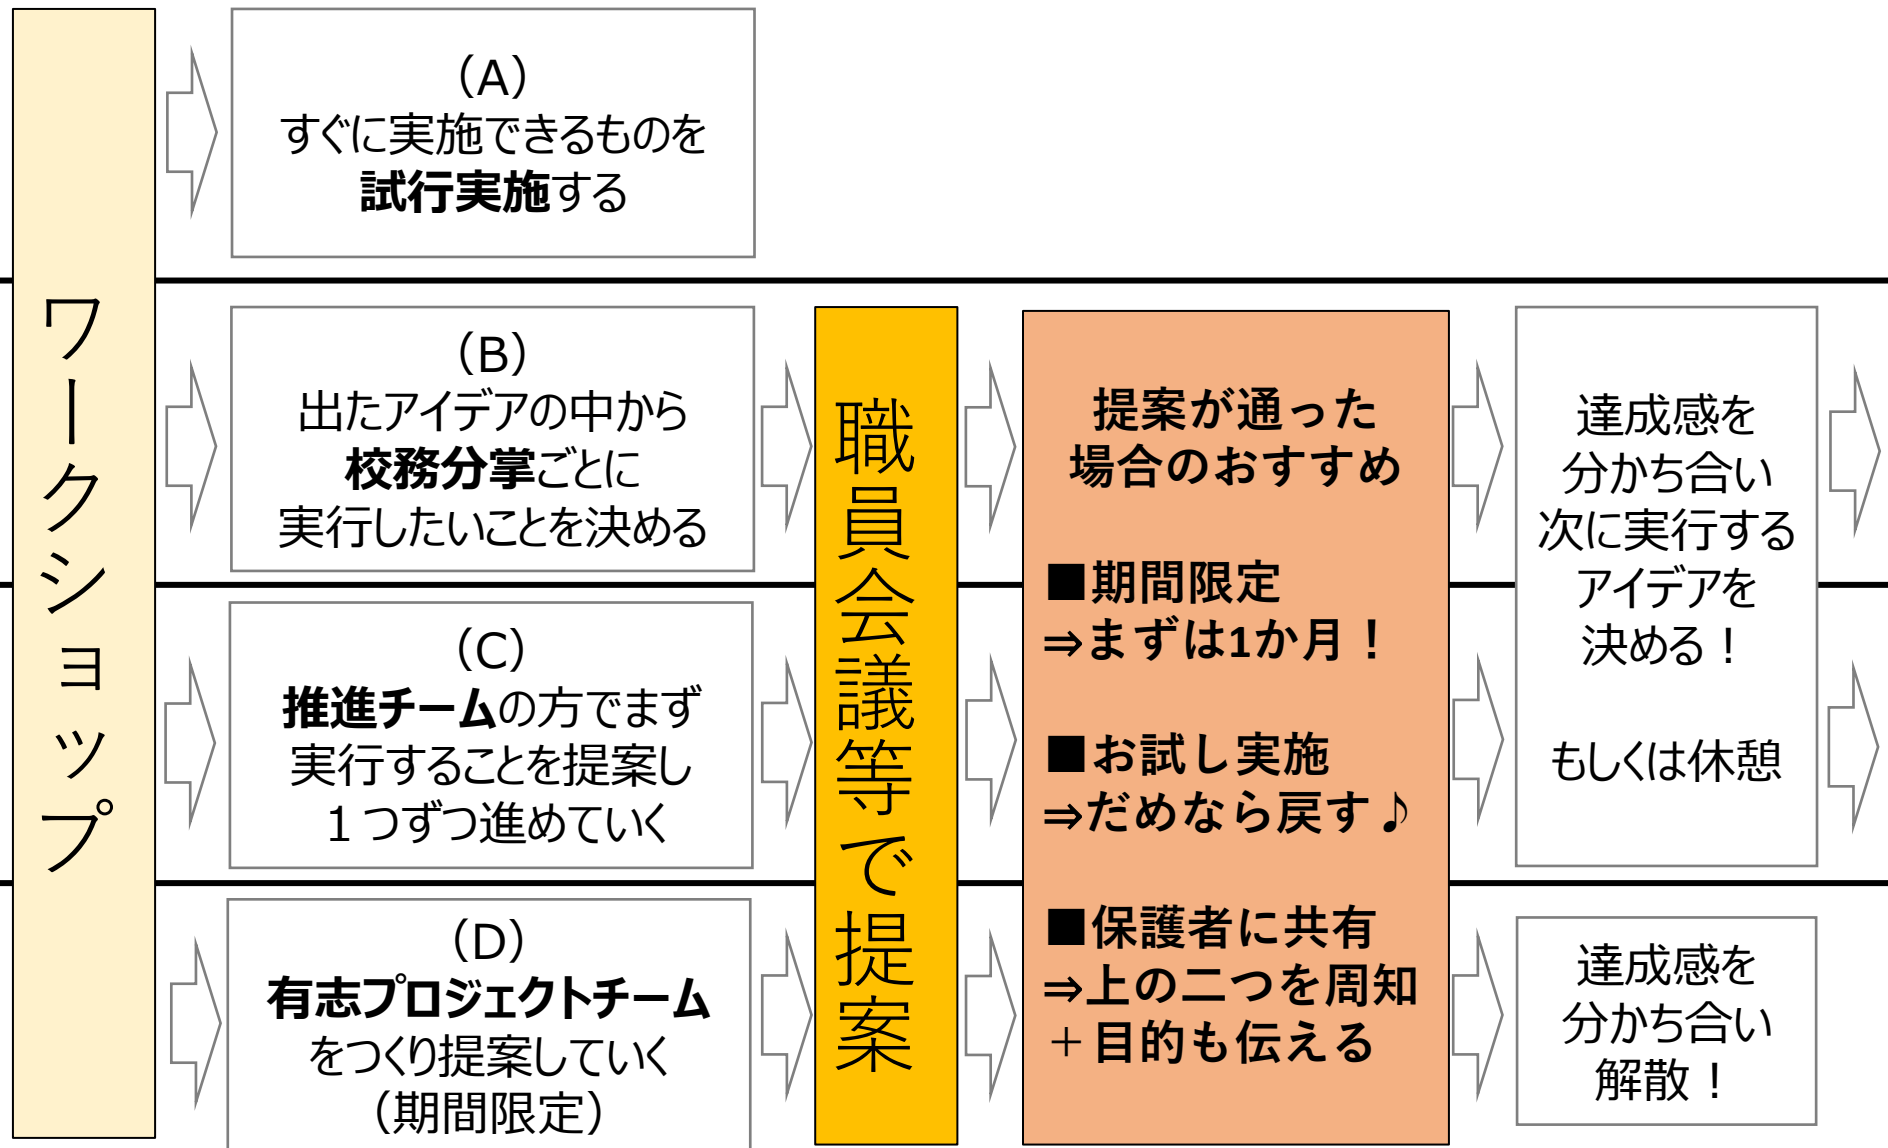 ワークショップ
（A）
すぐに実施できるものを
試行実施する
（B）
出たアイデアの中から
校務分掌ごとに
実行したいことを決める
（C）
推進チームの方でまず
実行することを提案し
１つずつ進めていく
（D）
有志プロジェクトチーム
をつくり提案していく
（期間限定）
職員会議等で提案
提案が通った
場合のおすすめ
■期間限定
⇒まずは1か月！
■お試し実施
⇒だめなら戻す♪
■保護者に共有
⇒上の二つを周知
＋目的も伝える
達成感を
分かち合い
次に実行する
アイデアを
決める！
もしくは休憩
達成感を
分かち合い
解散！